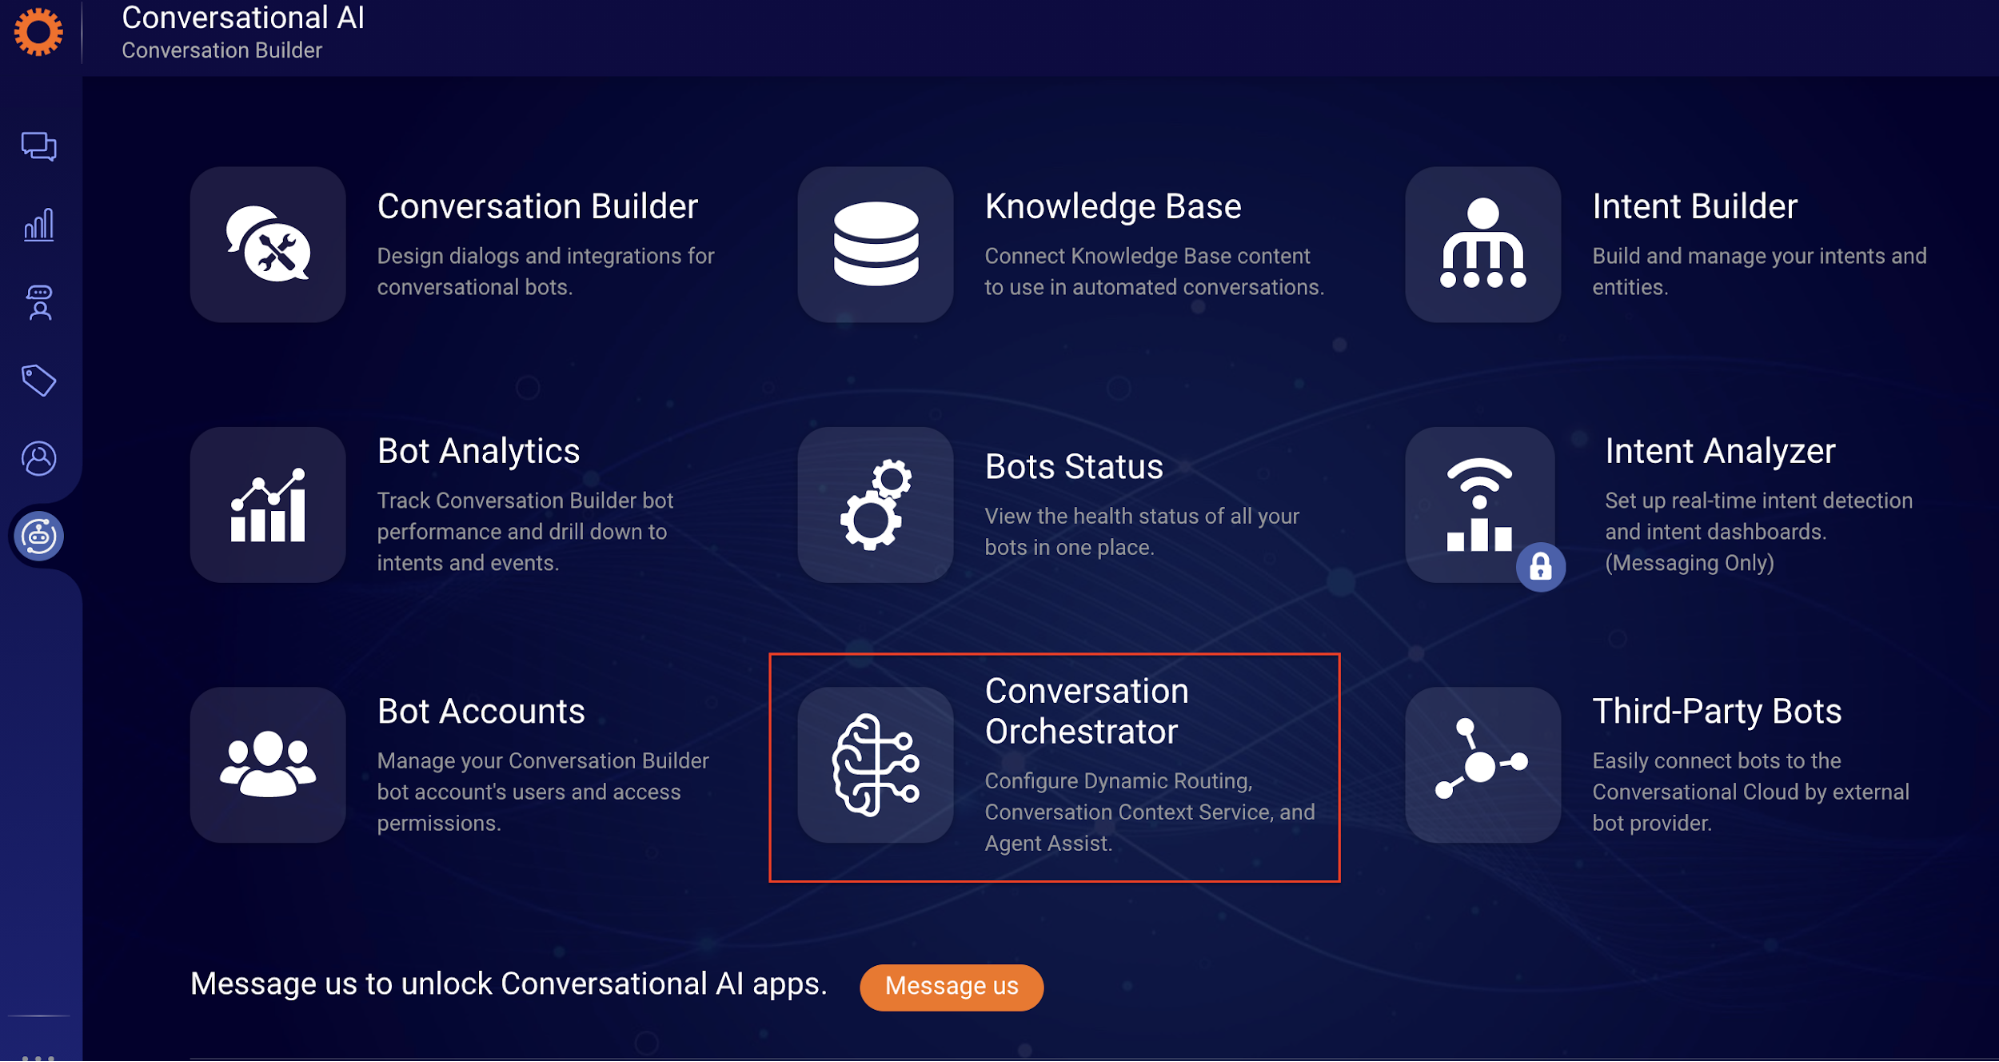 Conversational AI
Conversation Builder
Conversation Builder
Design dialogs and integrations for
conversational bots.
Knowledge Base
Connect Knowledge Base content
to use in automated conversations.
Intent Builder
Build and manage your intents and
entities.
Bot Analytics
Track Conversation Builder bot
performance and drill down to
intents and events.
Bots Status
View the health status of all your
bots in one place.
Intent Analyzer
Set up real-time intent detection
and intent dashboards.
(Messaging Only)
Bot Accounts
Manage your Conversation Builder
bot account's users and access
permissions.
Conversation
Orchestrator
Configure Dynamic Routing,
Conversation Context Service, and
Agent Assist.
Third-Party Bots
Easily connect bots to the
Conversational Cloud by external
bot provider.
Message us to unlock Conversational AI apps.
Message us